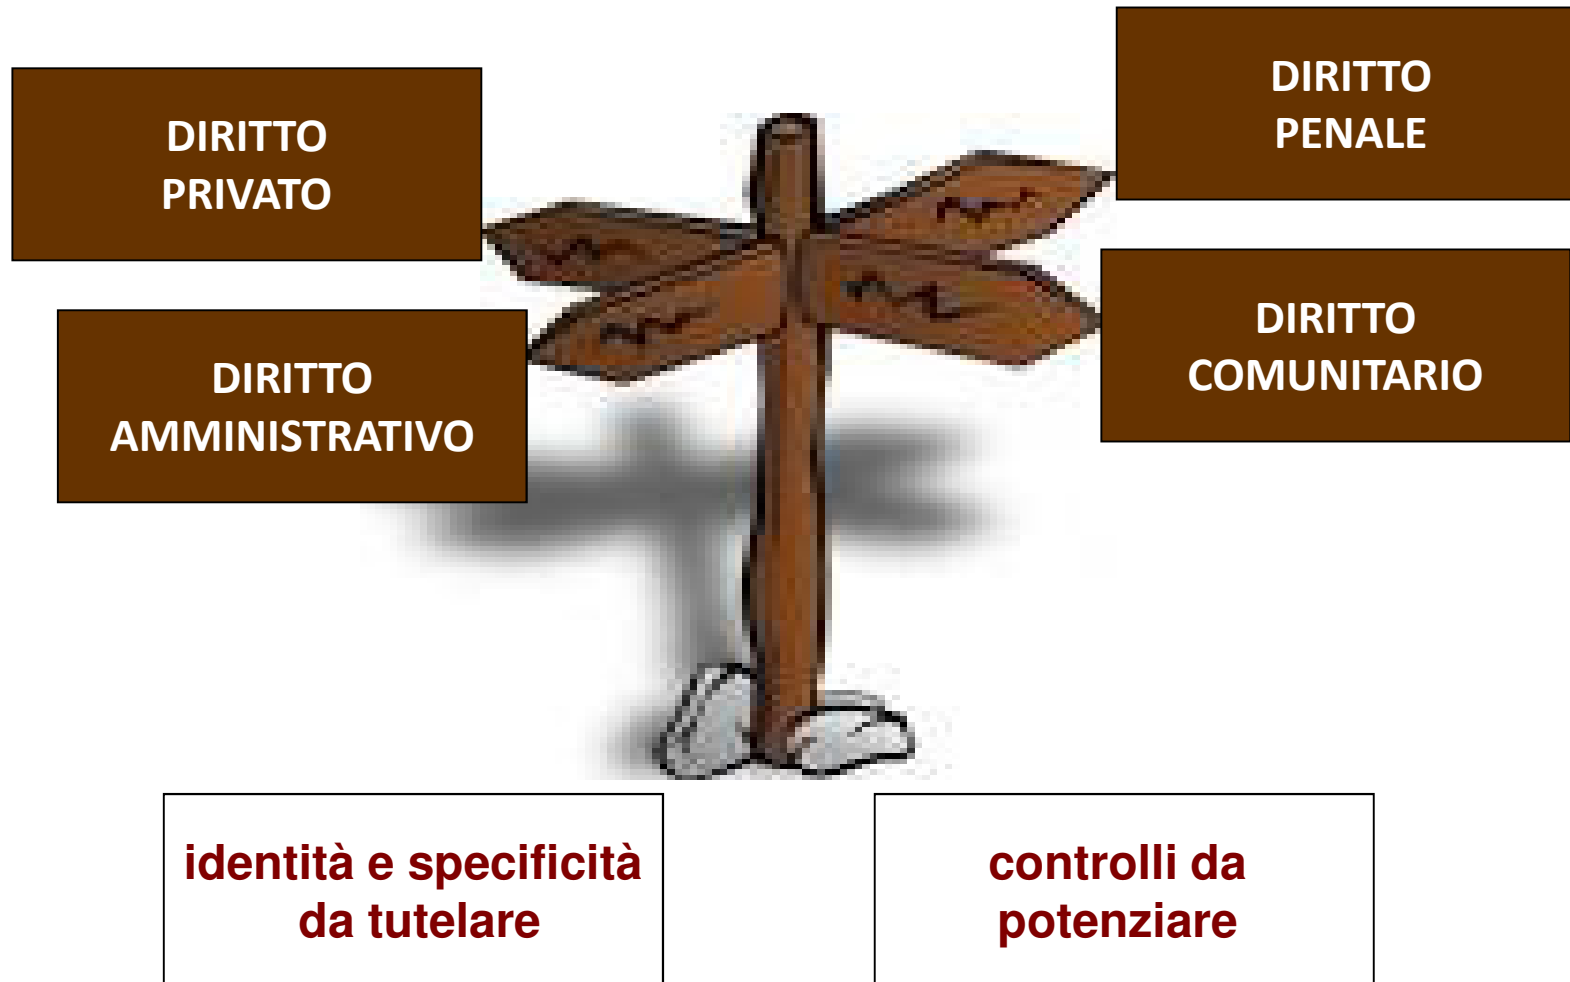 DIRITTO
PRIVATO
DIRITTO
AMMINISTRATIVO
DIRITTO
PENALE
DIRITTO
COMUNITARIO
identità e specificità
da tutelare
controlli da
potenziare